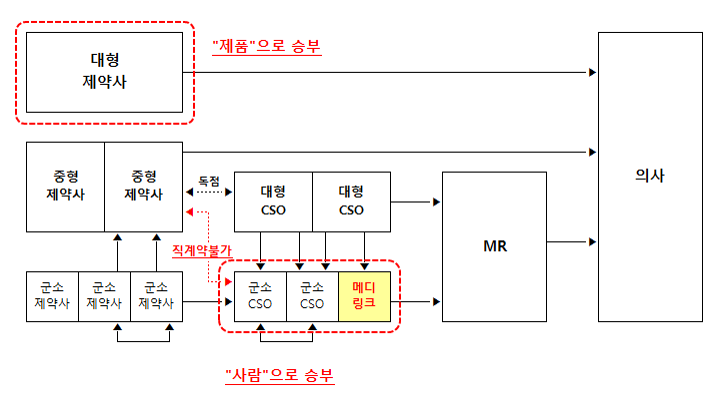 "제품"으로 승부
대형
제약사
중형
제약사
중형
제약사
독점
대형
CSO
대형
CSO
의사
MR
직계약불가
군소
제약사
군소
제약사
군소
제약사
군소
CSO
군소
CSO
메디
링크
"사람"으로 승부